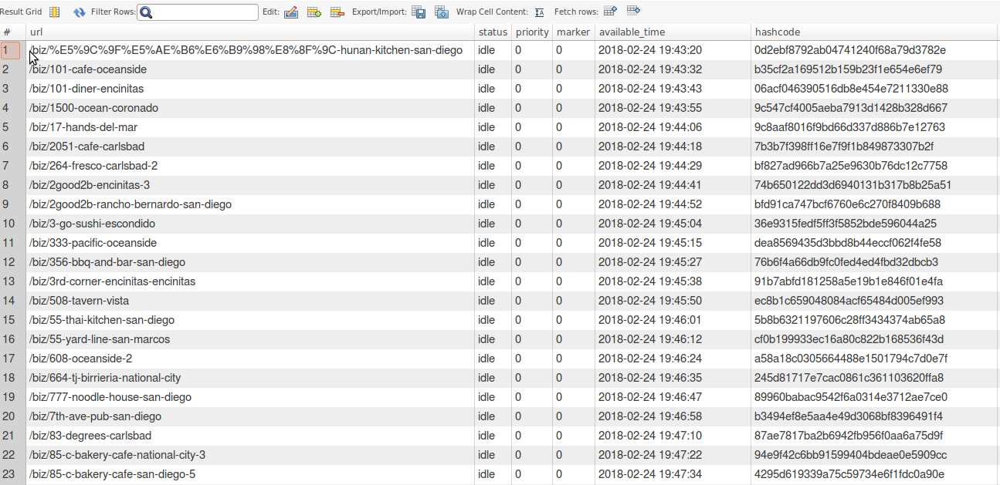 Result Grid Filter Rows: Edit: Export/Import: Wrap Cell Content: Fetch rows:
# url status priority marker available_time hashcode
1 /biz/%E5%9C%9F%E5%AE%B6%E6%B9%98%E8%8F%9C-hunan-kitchen-san-diego idle 0 0 2018-02-24 19:43:20 0d2ebf8792ab04741240f68a79d3782e
2 /biz/101-cafe-oceanside idle 0 0 2018-02-24 19:43:32 b35cf2a169512b159b23f1e654e6ef79
3 /biz/101-diner-encinitas idle 0 0 2018-02-24 19:43:43 06acf046390516db8e454e7211330e88
4 /biz/1500-ocean-coronado idle 0 0 2018-02-24 19:43:55 9c547cf4005aeba7913d1428b328d667
5 /biz/17-hands-del-mar idle 0 0 2018-02-24 19:44:06 9c8aaf8016f9bd66d337d886b7e12763
6 /biz/2051-cafe-carlsbad idle 0 0 2018-02-24 19:44:18 7b3b7f398ff16e7f9f1b849873307b2f
7 /biz/264-fresco-carlsbad-2 idle 0 0 2018-02-24 19:44:29 bf827ad966b7a25e9630b76dc12c7758
8 /biz/2good2b-encinitas-3 idle 0 0 2018-02-24 19:44:41 74b650122dd3d6940131b317b8b25a51
9 /biz/2good2b-rancho-bernardo-san-diego idle 0 0 2018-02-24 19:44:52 bfd91ca747bcf6760e6c270f8409b688
10 /biz/3-go-sushi-escondido idle 0 0 2018-02-24 19:45:04 36e9315fedf5ff3f5852bde596044a25
11 /biz/333-pacific-oceanside idle 0 0 2018-02-24 19:45:15 dea8569435d3bbd8b44eccf062f4fe58
12 /biz/356-bbq-and-bar-san-diego idle 0 0 2018-02-24 19:45:27 76b6f4a66db9fc0fed4ed4fbd32dbcb3
13 /biz/3rd-corner-encinitas-encinitas idle 0 0 2018-02-24 19:45:38 91b7abfd181258a5e19b1e846f01e4fa
14 /biz/508-tavern-vista idle 0 0 2018-02-24 19:45:50 ec8b1c659048084acf65484d005ef993
15 /biz/55-thai-kitchen-san-diego idle 0 0 2018-02-24 19:46:01 5b8b6321197606c28ff3434374ab65a8
16 /biz/55-yard-line-san-marcos idle 0 0 2018-02-24 19:46:12 cf0b199933ec16a80c822b168536f43d
17 /biz/608-oceanside-2 idle 0 0 2018-02-24 19:46:24 a58a18c0305664488e1501794c7d0e7f
18 /biz/664-tj-birrieria-national-city idle 0 0 2018-02-24 19:46:35 245d81717e7cac0861c361103620ffa8
19 /biz/777-noodle-house-san-diego idle 0 0 2018-02-24 19:46:47 89960babac9542f6a0314e3712ae7ce0
20 /biz/7th-ave-pub-san-diego idle 0 0 2018-02-24 19:46:58 b3494ef8e5aa4e49d3068bf8396491f4
21 /biz/83-degrees-carlsbad idle 0 0 2018-02-24 19:47:10 87ae7817ba2b6942fb956f0aa6a75d9f
22 /biz/85-c-bakery-cafe-national-city-3 idle 0 0 2018-02-24 19:47:22 94e9f42c6bb91599404bdeae0e5909cc
23 /biz/85-c-bakery-cafe-san-diego-5 idle 0 0 2018-02-24 19:47:34 4295d619339a75c59734e6f1fdc0a90e